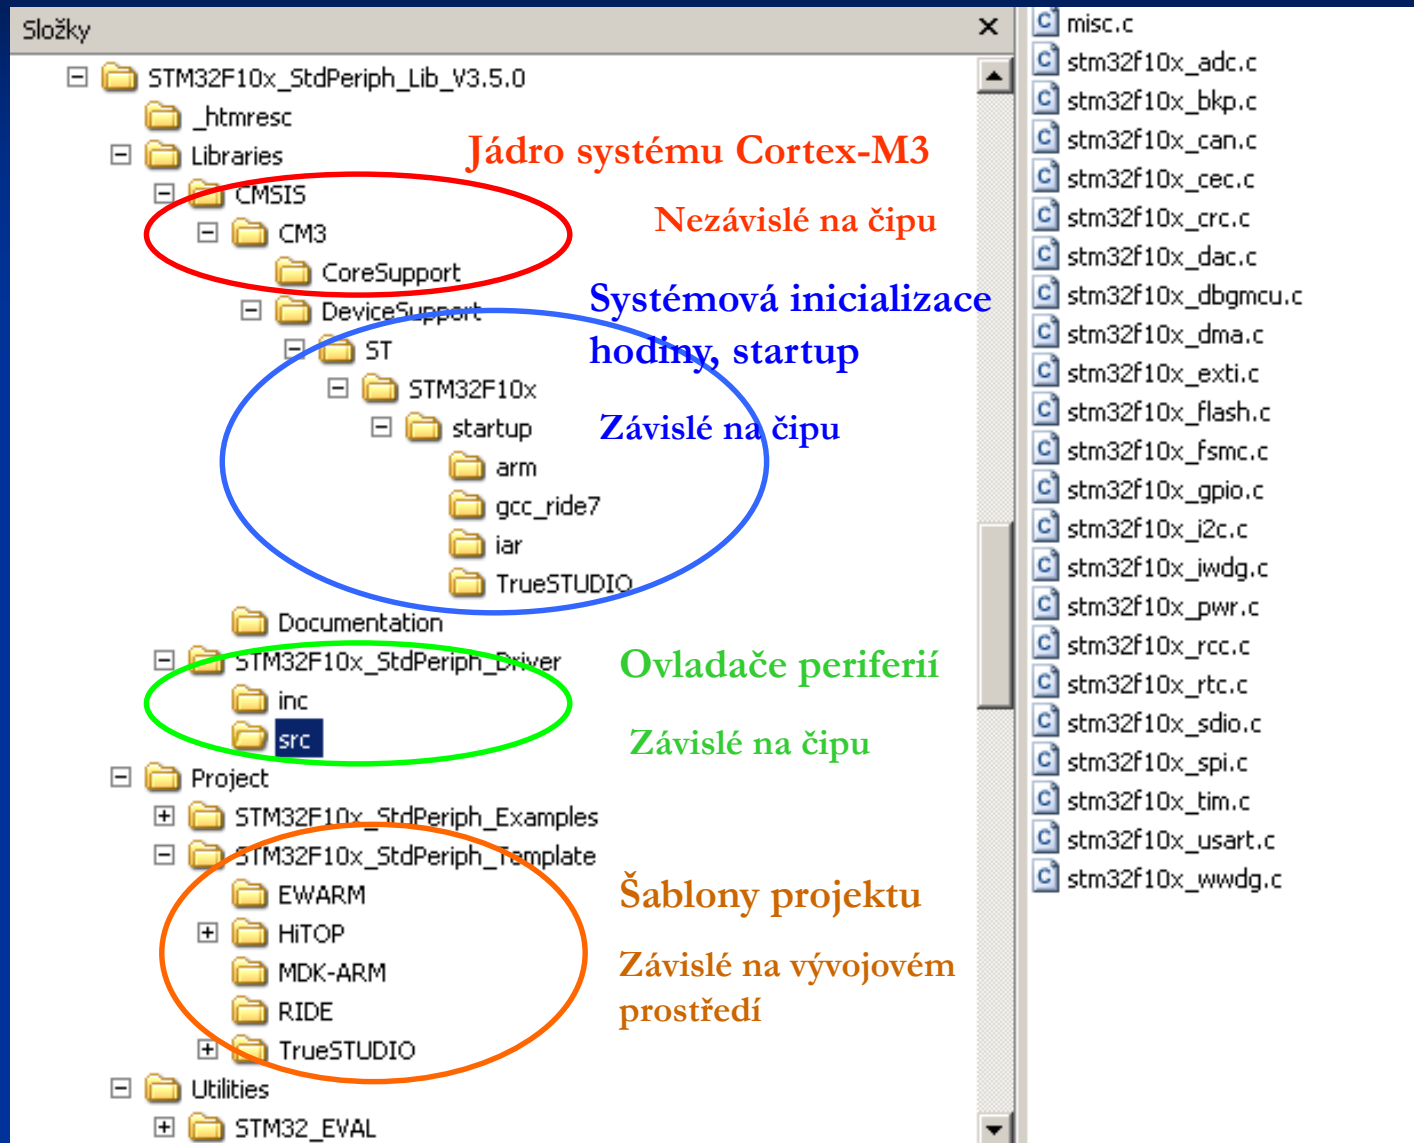 Složky
STM32F10x_StdPeriph_Lib_V3.5.0
_htmresc
Libraries
Jádro systému Cortex-M3
CMSIS
Nezávislé na čipu
CM3
CoreSupport
DeviceSupport
Systémová inicializace
hodiny, startup
ST
STM32F10x
startup
Závislé na čipu
arm
gcc_ride7
iar
TrueSTUDIO
Documentation
STM32F10x_StdPeriph_Driver
Ovladače periferií
inc
src
Závislé na čipu
Project
STM32F10x_StdPeriph_Examples
STM32F10x_StdPeriph_Template
EWARM
Šablony projektu
HiTOP
MDK-ARM
Závislé na vývojovém
prostředí
RIDE
TrueSTUDIO
Utilities
STM32_EVAL
misc.c
stm32f10x_adc.c
stm32f10x_bkp.c
stm32f10x_can.c
stm32f10x_cec.c
stm32f10x_crc.c
stm32f10x_dac.c
stm32f10x_dbgmcu.c
stm32f10x_dma.c
stm32f10x_exti.c
stm32f10x_flash.c
stm32f10x_fsmc.c
stm32f10x_gpio.c
stm32f10x_i2c.c
stm32f10x_iwdg.c
stm32f10x_pwr.c
stm32f10x_rcc.c
stm32f10x_rtc.c
stm32f10x_sdio.c
stm32f10x_spi.c
stm32f10x_tim.c
stm32f10x_usart.c
stm32f10x_wwdg.c